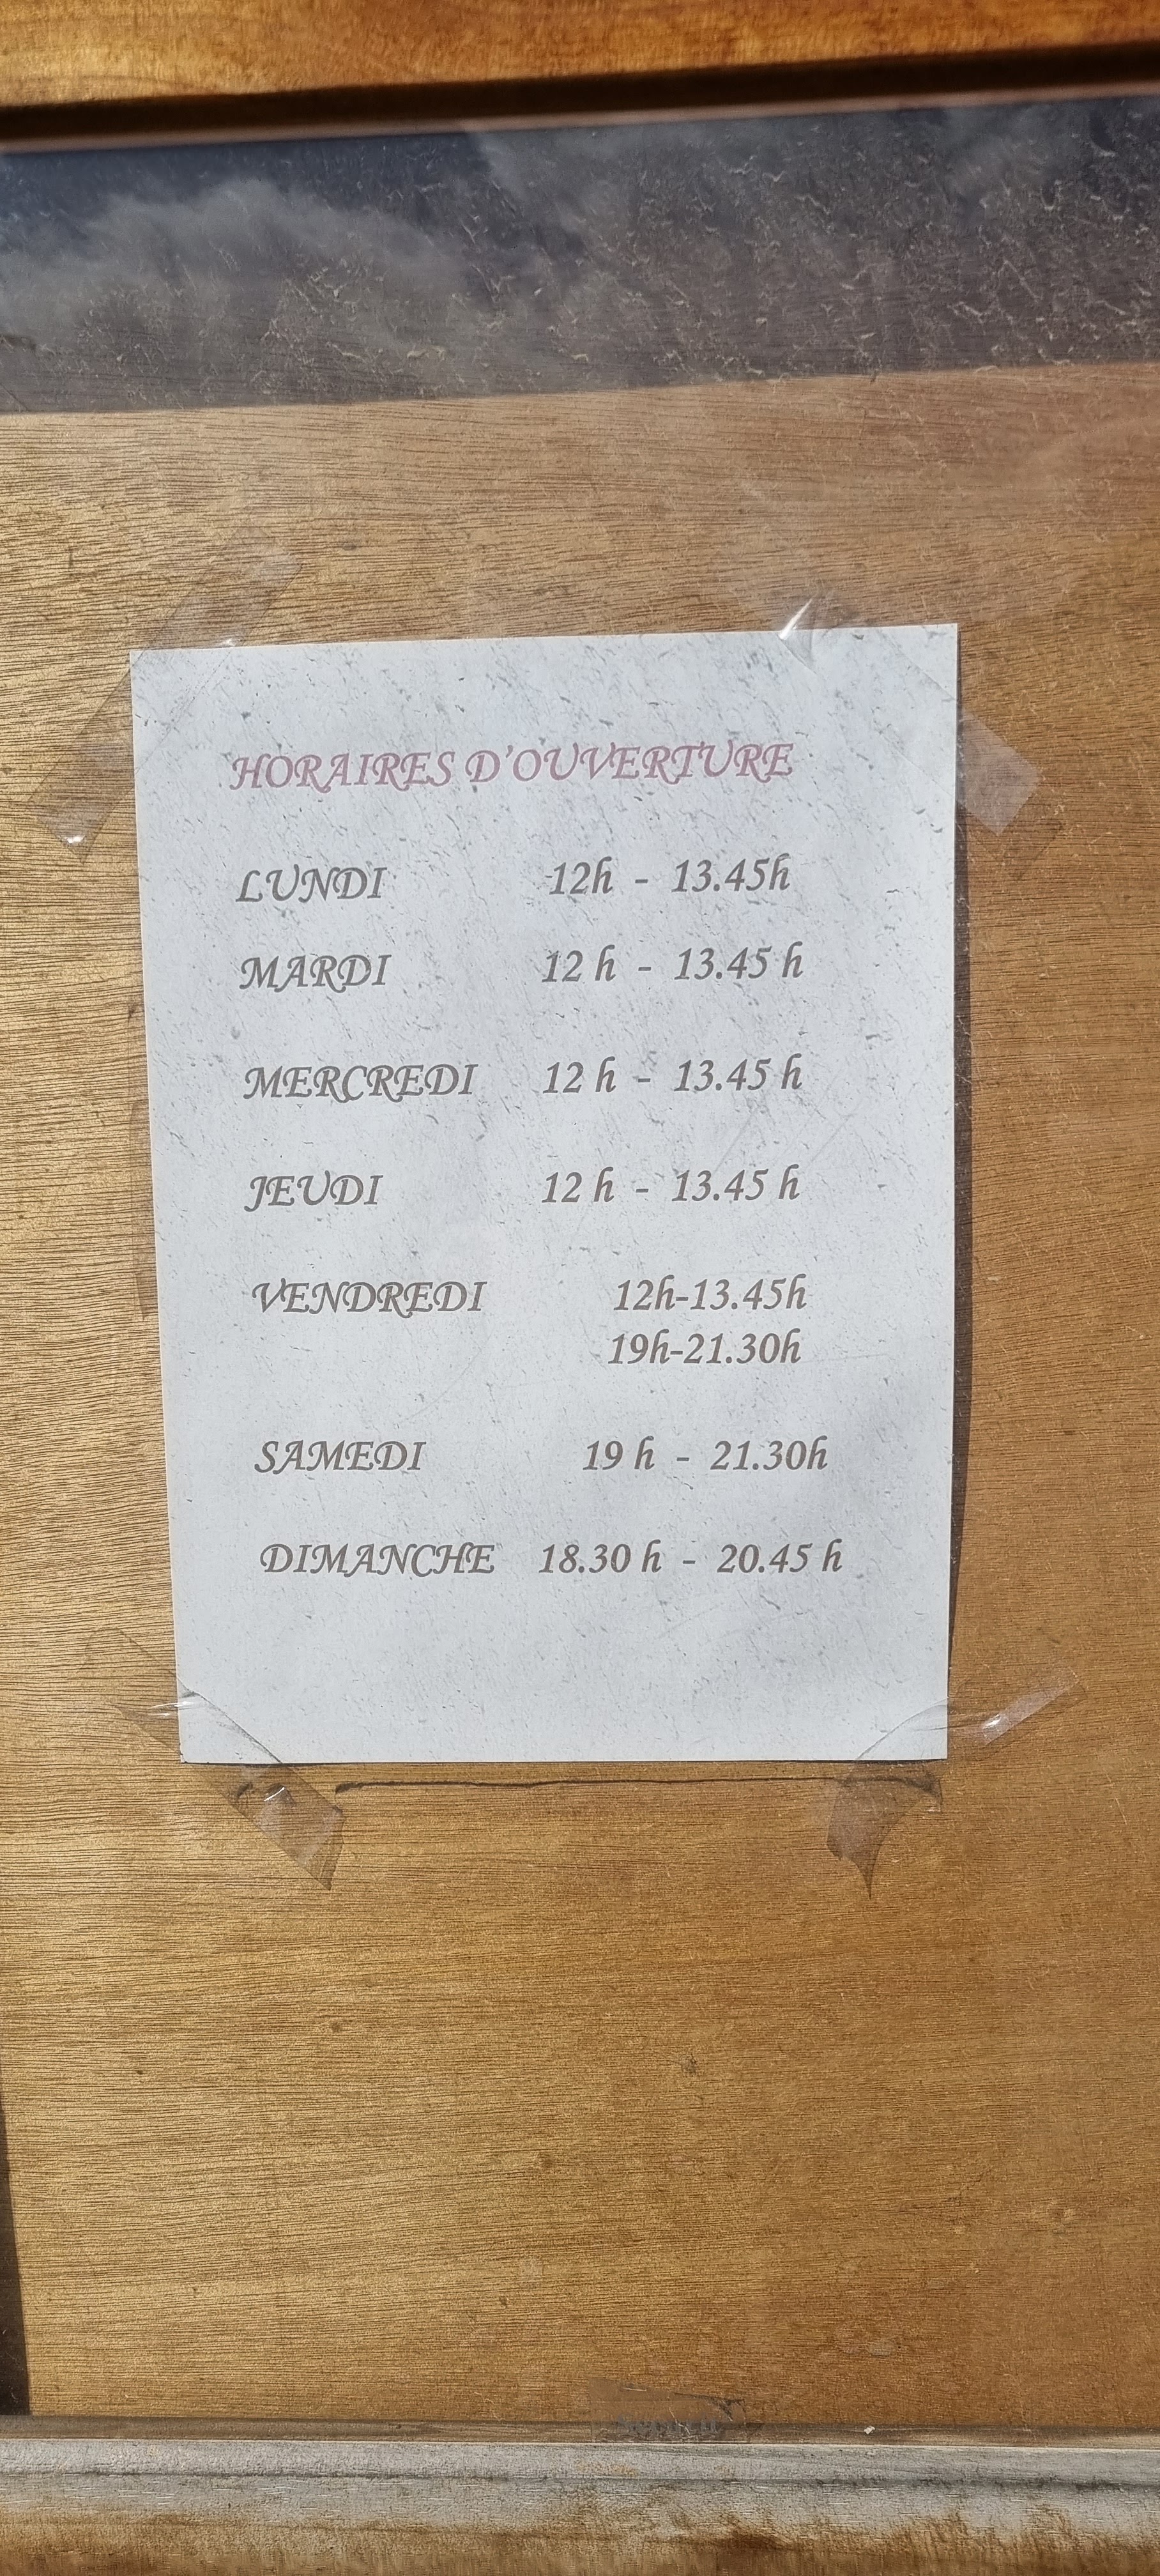 HORAIRES D'OUVERTURE
LUNDI 12h - 13.45h
MARDI 12 h - 13.45 h
MERCREDI 12 h - 13.45 h
JEUDI 12 h - 13.45 h
VENDREDI 12h-13.45h
19h-21.30h
SAMEDI 19 h - 21.30h
DIMANCHE 18.30 h - 20.45 h